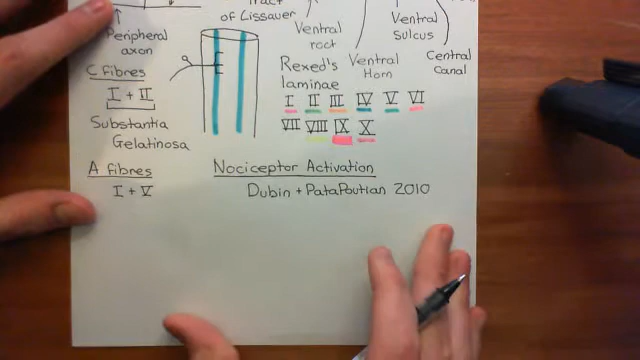 Tract
of Lissauer
Peripheral
axon
Ventral
root
Ventral
sulcus
Ventral
Horn
Central
Canal
C fibres
I + II
Substantia
Gelatinosa
Rexed's
laminae
I II III IV V VI
VII VIII IX X
A fibres
I + V
Nociceptor Activation
Dubin + PataPoutian 2010